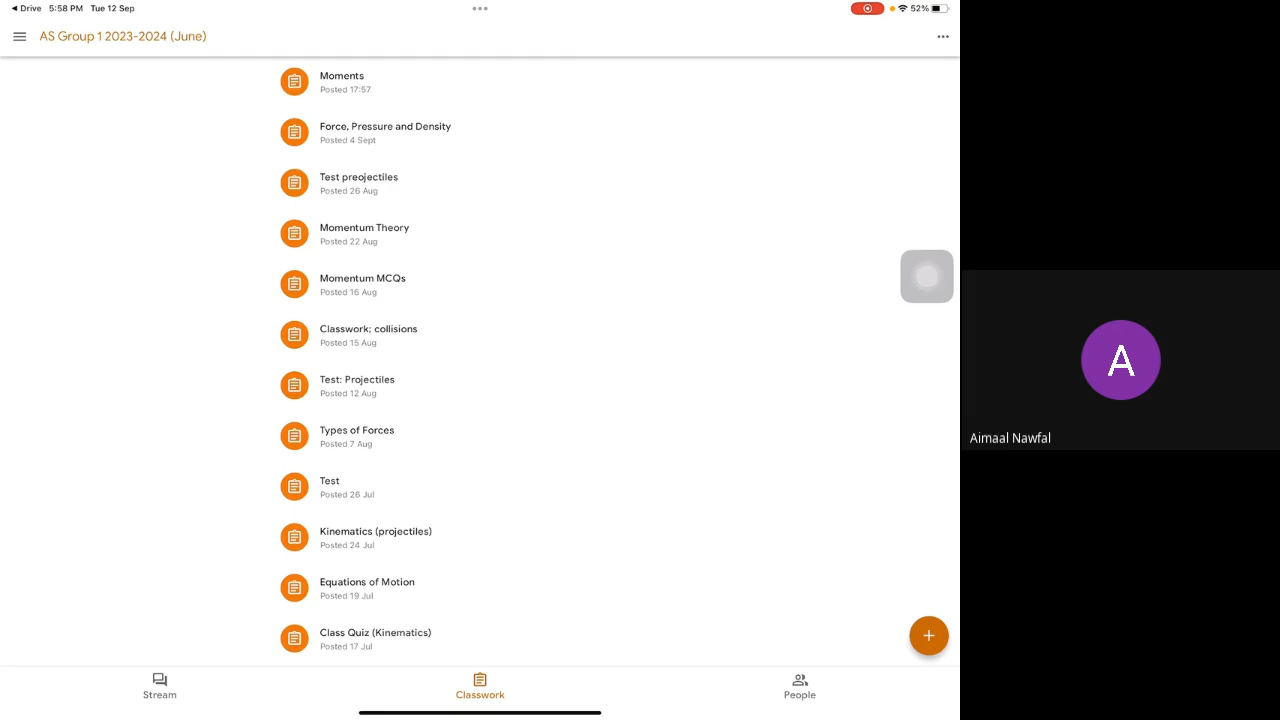 Drive 5:58 PM Tue 12 Sep
52%
AS Group 1 2023-2024 (June)
Moments
Posted 17:57
Force, Pressure and Density
Posted 4 Sept
Test preojectiles
Posted 26 Aug
Momentum Theory
Posted 22 Aug
Momentum MCQs
Posted 16 Aug
Classwork; collisions
Posted 15 Aug
Test: Projectiles
Posted 12 Aug
Types of Forces
Posted 7 Aug
Test
Posted 26 Jul
Kinematics (projectiles)
Posted 24 Jul
Equations of Motion
Posted 19 Jul
Class Quiz (Kinematics)
Posted 17 Jul
Stream
Classwork
People
A
Aimaal Nawfal